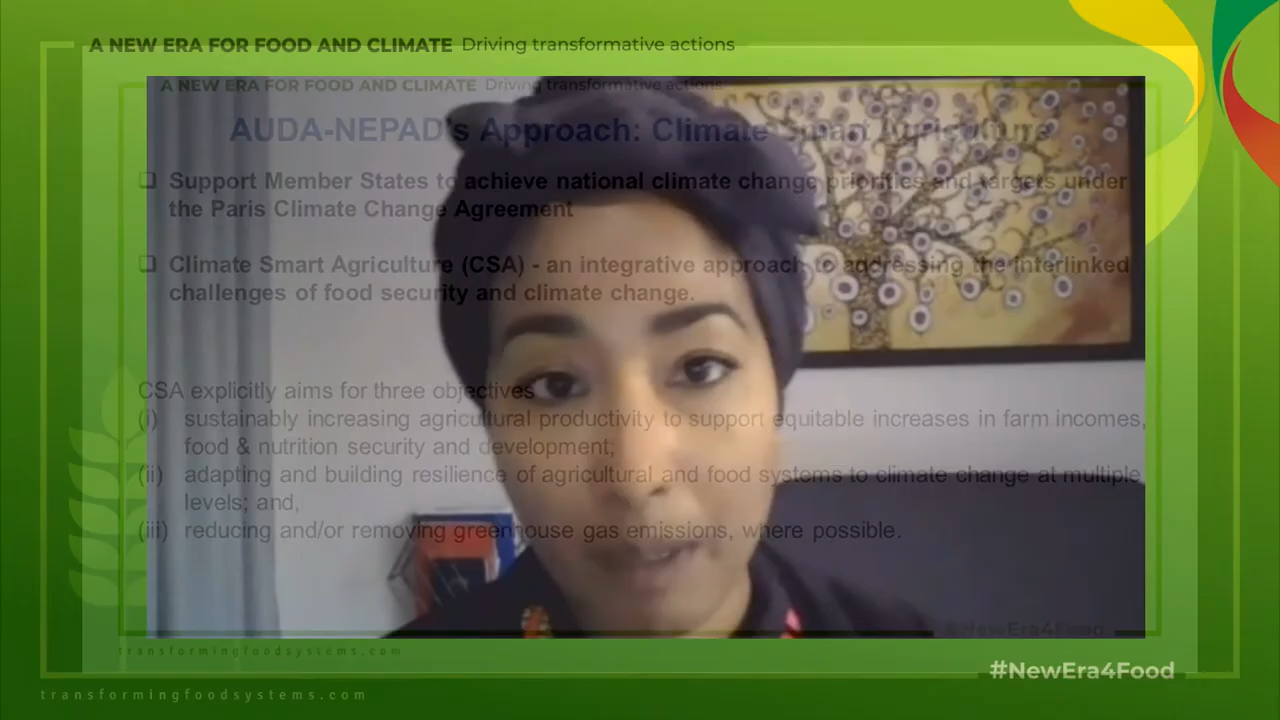 A NEW ERA FOR FOOD AND CLIMATE Driving transformative actions
A NEW ERA FOR FOOD AND CLIMATE Driving transformative actions
AUDA-NEPAD's Approach: Climate Smart Agriculture
❑ Support Member States to achieve national climate change priorities and targets under
the Paris Climate Change Agreement
❑ Climate Smart Agriculture (CSA) - an integrative approach to addressing the interlinked
challenges of food security and climate change.
CSA explicitly aims for three objectives
(i) sustainably increasing agricultural productivity to support equitable increases in farm incomes,
food & nutrition security and development;
(ii) adapting and building resilience of agricultural and food systems to climate change at multiple
levels; and,
(iii) reducing and/or removing greenhouse gas emissions, where possible.
#NewEra4Food
transformingfoodsystems.com
#NewEra4Food
transformingfoodsystems.com